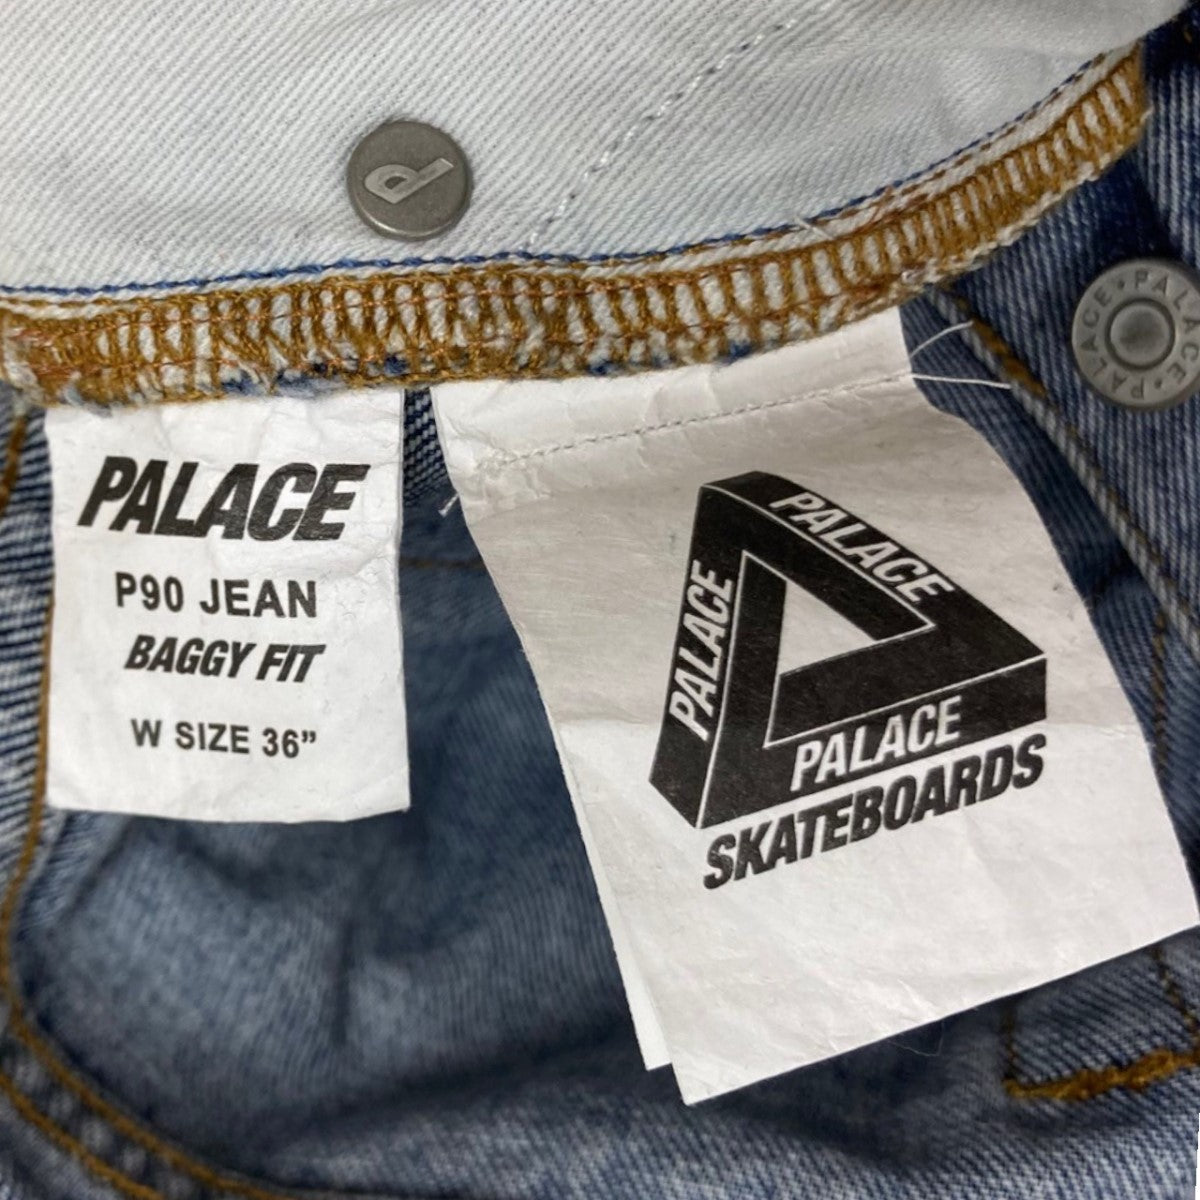 P
PALACE • PALACE •
PALACE
P90 JEAN
BAGGY FIT
W SIZE 36”
PALACE
PALACE
PALACE
SKATEBOARDS